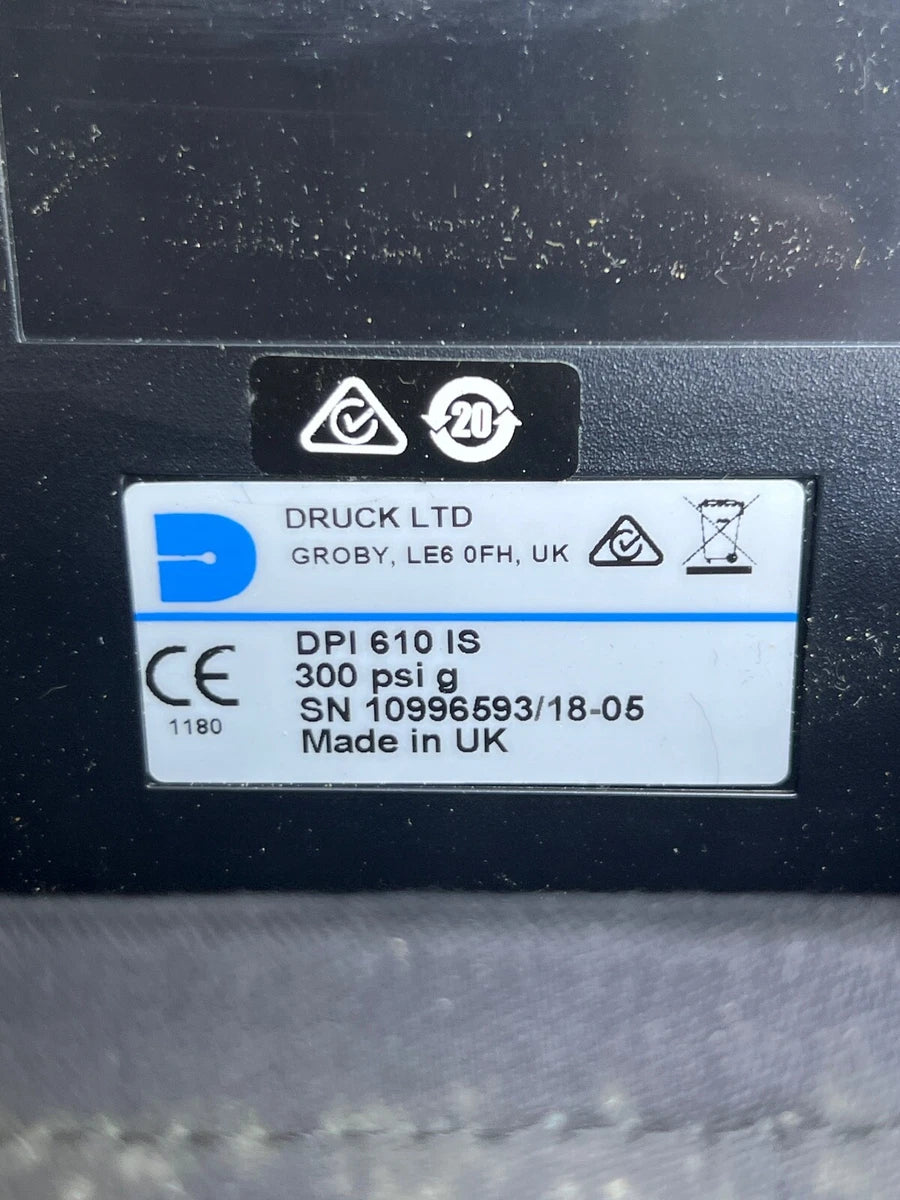 20
DRUCK LTD
GROBY, LE6 0FH, UK
CE
1180
DPI 610 IS
300 psi g
SN 10996593/18-05
Made in UK